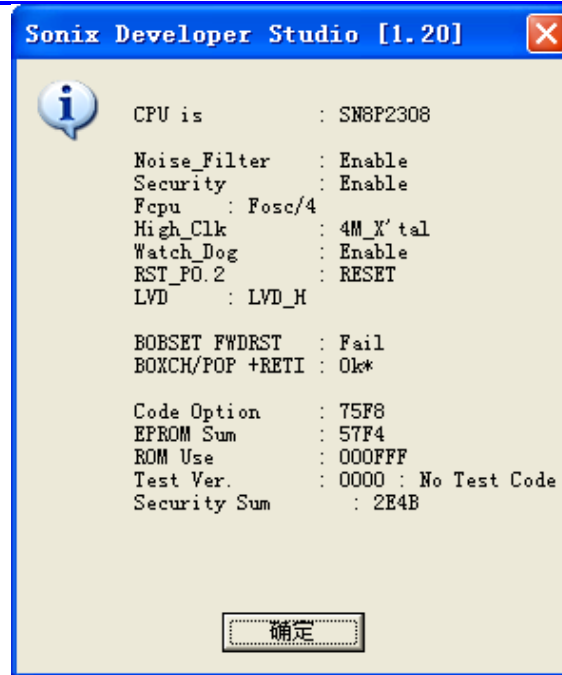 Sonix Developer Studio [1.20]
CPU is : SN8P2308
Noise_Filter : Enable
Security : Enable
Fcpu : Fosc/4
High_Clk : 4M_X'tal
Watch_Dog : Enable
RST_P0.2 : RESET
LVD : LVD_H
BOBSET FWDRST : Fail
BOXCH/POP +RETI : Ok*
Code Option : 75F8
EPROM Sum : 57F4
ROM Use : 000FFF
Test Ver. : 0000 : No Test Code
Security Sum : 2E4B
确定